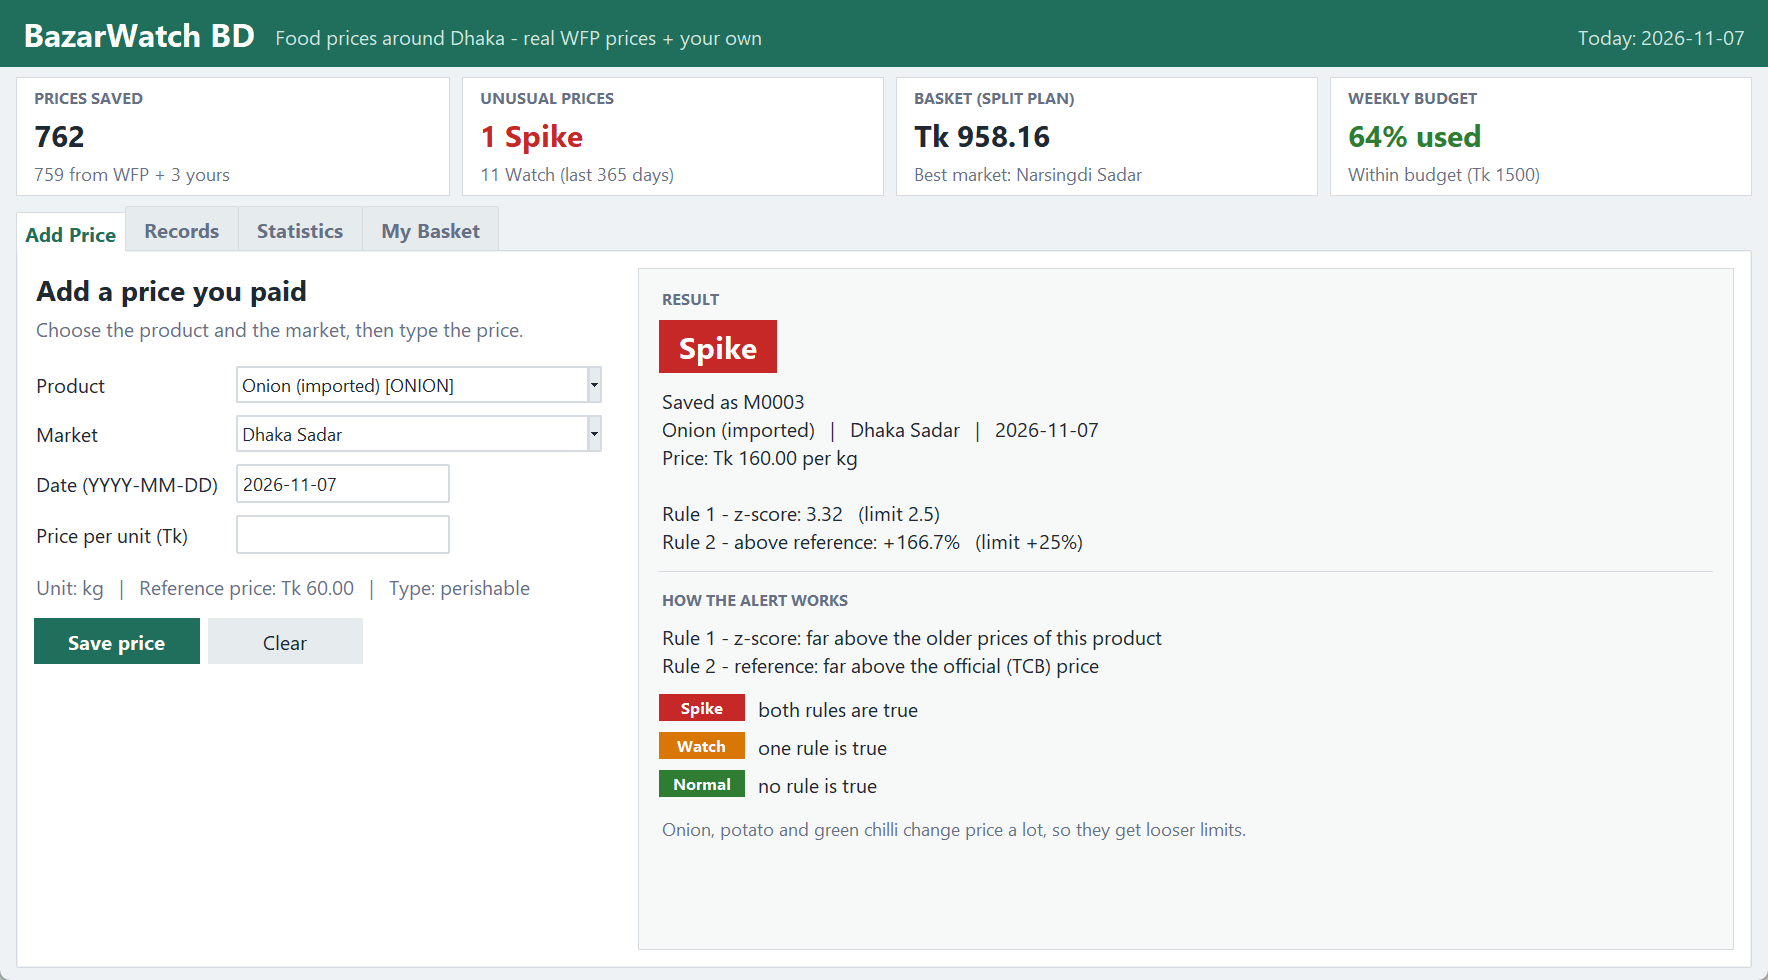 BazarWatch BD
Food prices around Dhaka - real WFP prices + your own
Today: 2026-11-07
PRICES SAVED
762
759 from WFP + 3 yours
UNUSUAL PRICES
1 Spike
11 Watch (last 365 days)
BASKET (SPLIT PLAN)
Tk 958.16
Best market: Narsingdi Sadar
WEEKLY BUDGET
64% used
Within budget (Tk 1500)
Add Price
Records
Statistics
My Basket
Add a price you paid
Choose the product and the market, then type the price.
Product
Onion (imported) [ONION]
Market
Dhaka Sadar
Date (YYYY-MM-DD)
2026-11-07
Price per unit (Tk)
Unit: kg | Reference price: Tk 60.00 | Type: perishable
Save price
Clear
RESULT
Spike
Saved as M0003
Onion (imported) | Dhaka Sadar | 2026-11-07
Price: Tk 160.00 per kg
Rule 1 - z-score: 3.32 (limit 2.5)
Rule 2 - above reference: +166.7% (limit +25%)
HOW THE ALERT WORKS
Rule 1 - z-score: far above the older prices of this product
Rule 2 - reference: far above the official (TCB) price
Spike both rules are true
Watch one rule is true
Normal no rule is true
Onion, potato and green chilli change price a lot, so they get looser limits.